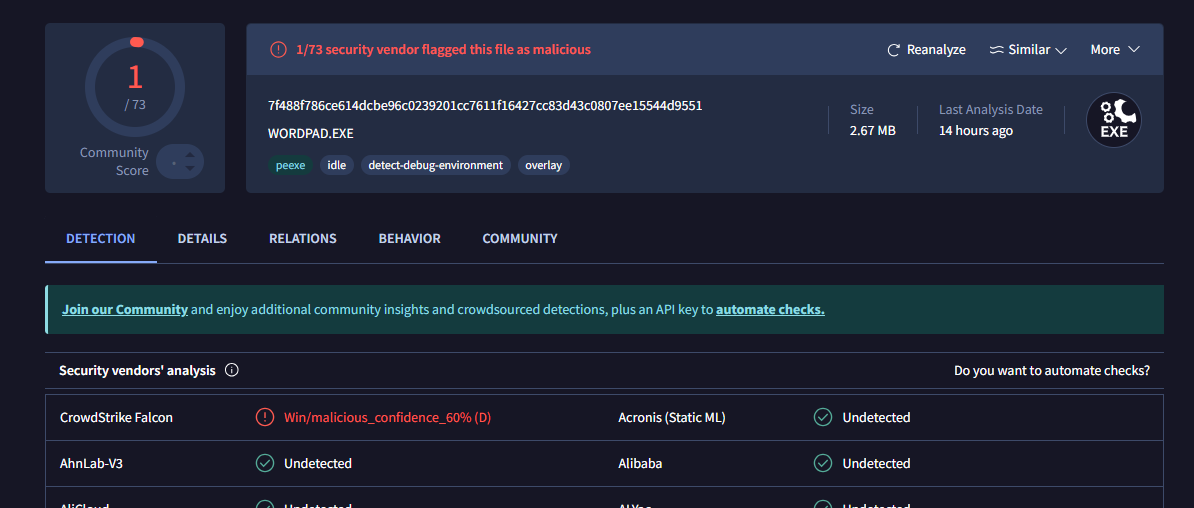 1
/ 73
Community
Score
1/73 security vendor flagged this file as malicious
Reanalyze
Similar
More
7f488f786ce614dcbe96c0239201cc7611f16427cc83d43c0807ee15544d9551
WORDPAD.EXE
peexe
idle
detect-debug-environment
overlay
Size
2.67 MB
Last Analysis Date
14 hours ago
EXE
DETECTION
DETAILS
RELATIONS
BEHAVIOR
COMMUNITY
Join our Community and enjoy additional community insights and crowdsourced detections, plus an API key to automate checks.
Security vendors' analysis
Do you want to automate checks?
CrowdStrike Falcon
Win/malicious_confidence_60% (D)
Acronis (Static ML)
Undetected
AhnLab-V3
Undetected
Alibaba
Undetected
AliCloud
Undetected
ALYac
Undetected